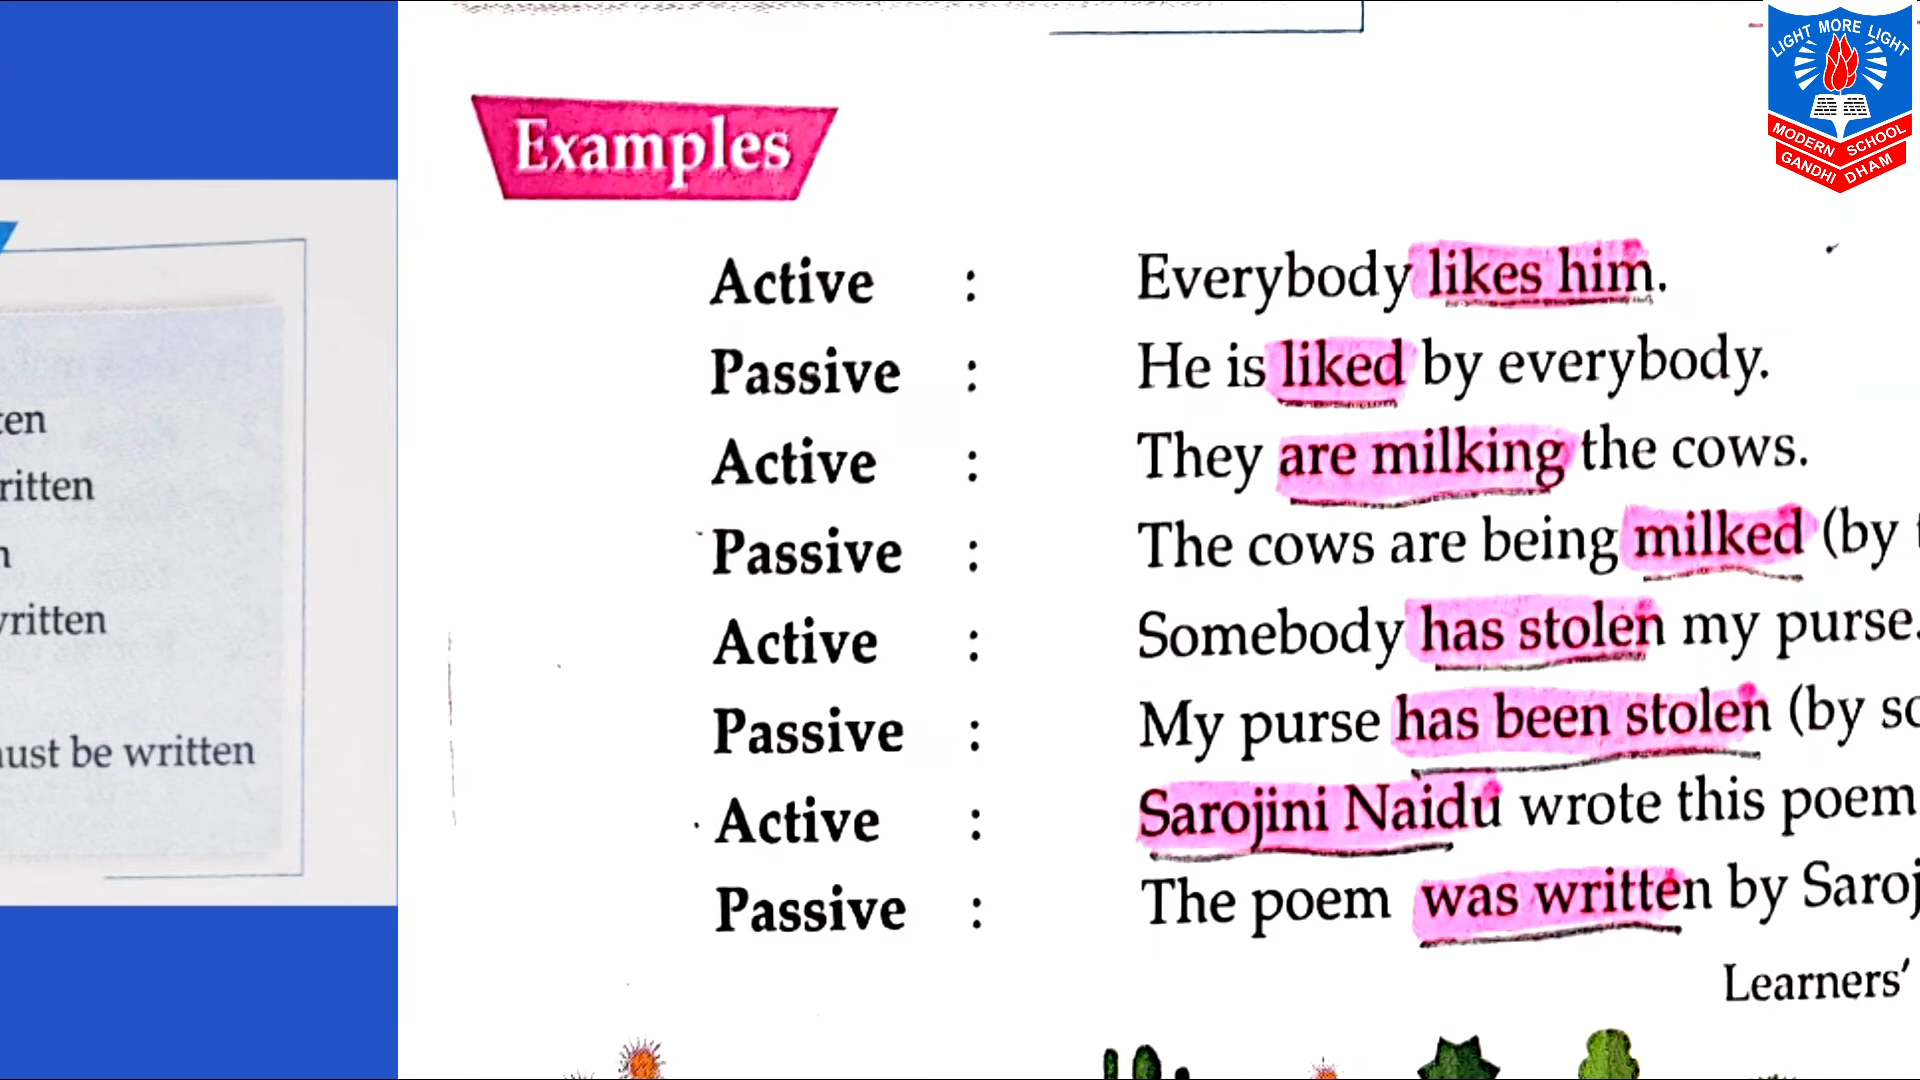 LIGHT MORE LIGHT
MODERN SCHOOL
GANDHI DHAM
Examples
Active : Everybody likes him.
Passive : He is liked by everybody.
Active : They are milking the cows.
Passive : The cows are being milked (by
Active : Somebody has stolen my purse.
Passive : My purse has been stolen (by
Active : Sarojini Naidu wrote this poem
Passive : The poem was written by
Learners'
be written